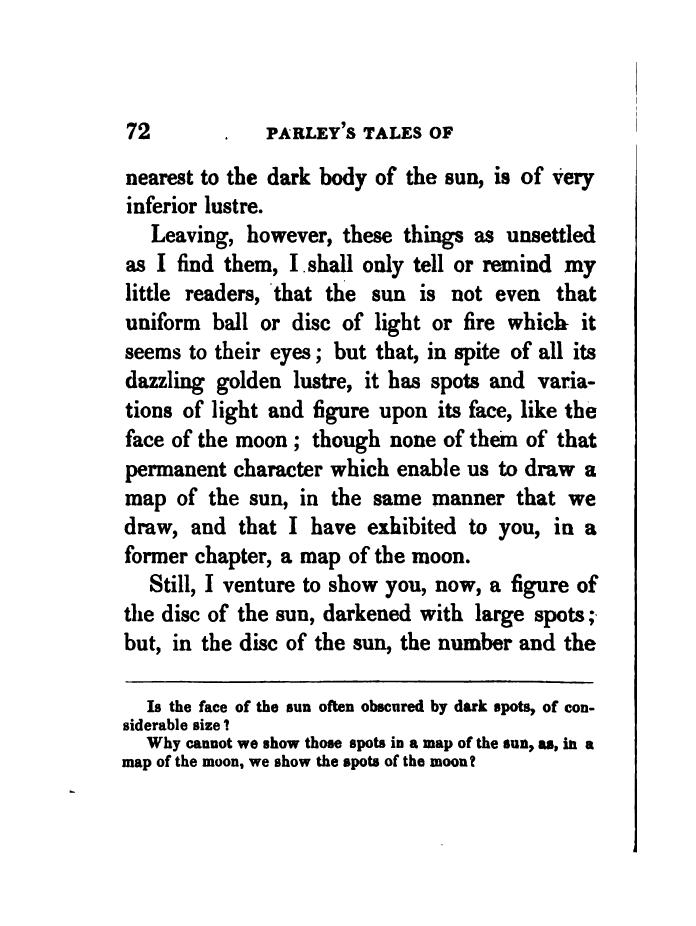 72 PARLEY'S TALES OF
nearest to the dark body of the sun, is of very
inferior lustre.
Leaving, however, these things as unsettled
as I find them, I shall only tell or remind my
little readers, that the sun is not even that
uniform ball or disc of light or fire which it
seems to their eyes; but that, in spite of all its
dazzling golden lustre, it has spots and varia-
tions of light and figure upon its face, like the
face of the moon; though none of them of that
permanent character which enable us to draw a
map of the sun, in the same manner that we
draw, and that I have exhibited to you, in a
former chapter, a map of the moon.
Still, I venture to show you, now, a figure of
the disc of the sun, darkened with large spots;
but, in the disc of the sun, the number and the
Is the face of the sun often obscured by dark spots, of con-
siderable size?
Why cannot we show those spots in a map of the sun, as, in a
map of the moon, we show the spots of the moon?